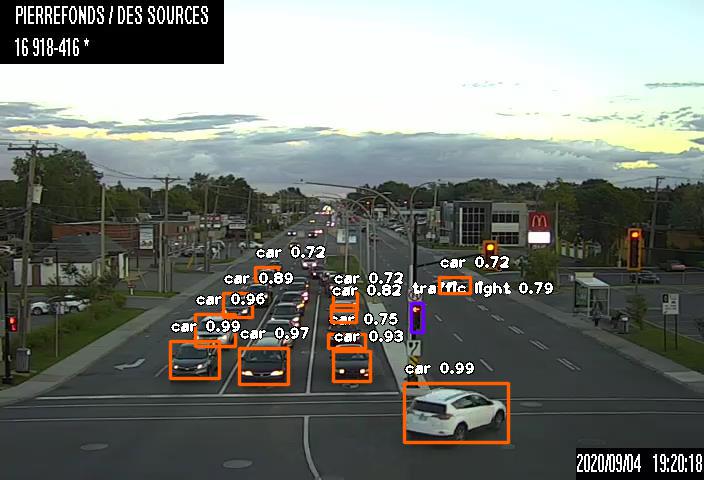 PIERREFONDS / DES SOURCES
16 918-416 *
car 0.72
car 0.72
car 0.89
car 0.72
car 0.82
traffic light 0.79
car 0.96
car 0.75
car 0.99
car 0.97
car 0.93
car 0.99
2020/09/04 19:20:18